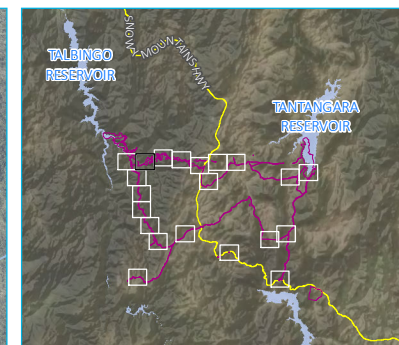 SNOWY
MOUNTAINS HWY
TALBINGO
RESERVOIR
TANTANGARA
RESERVOIR